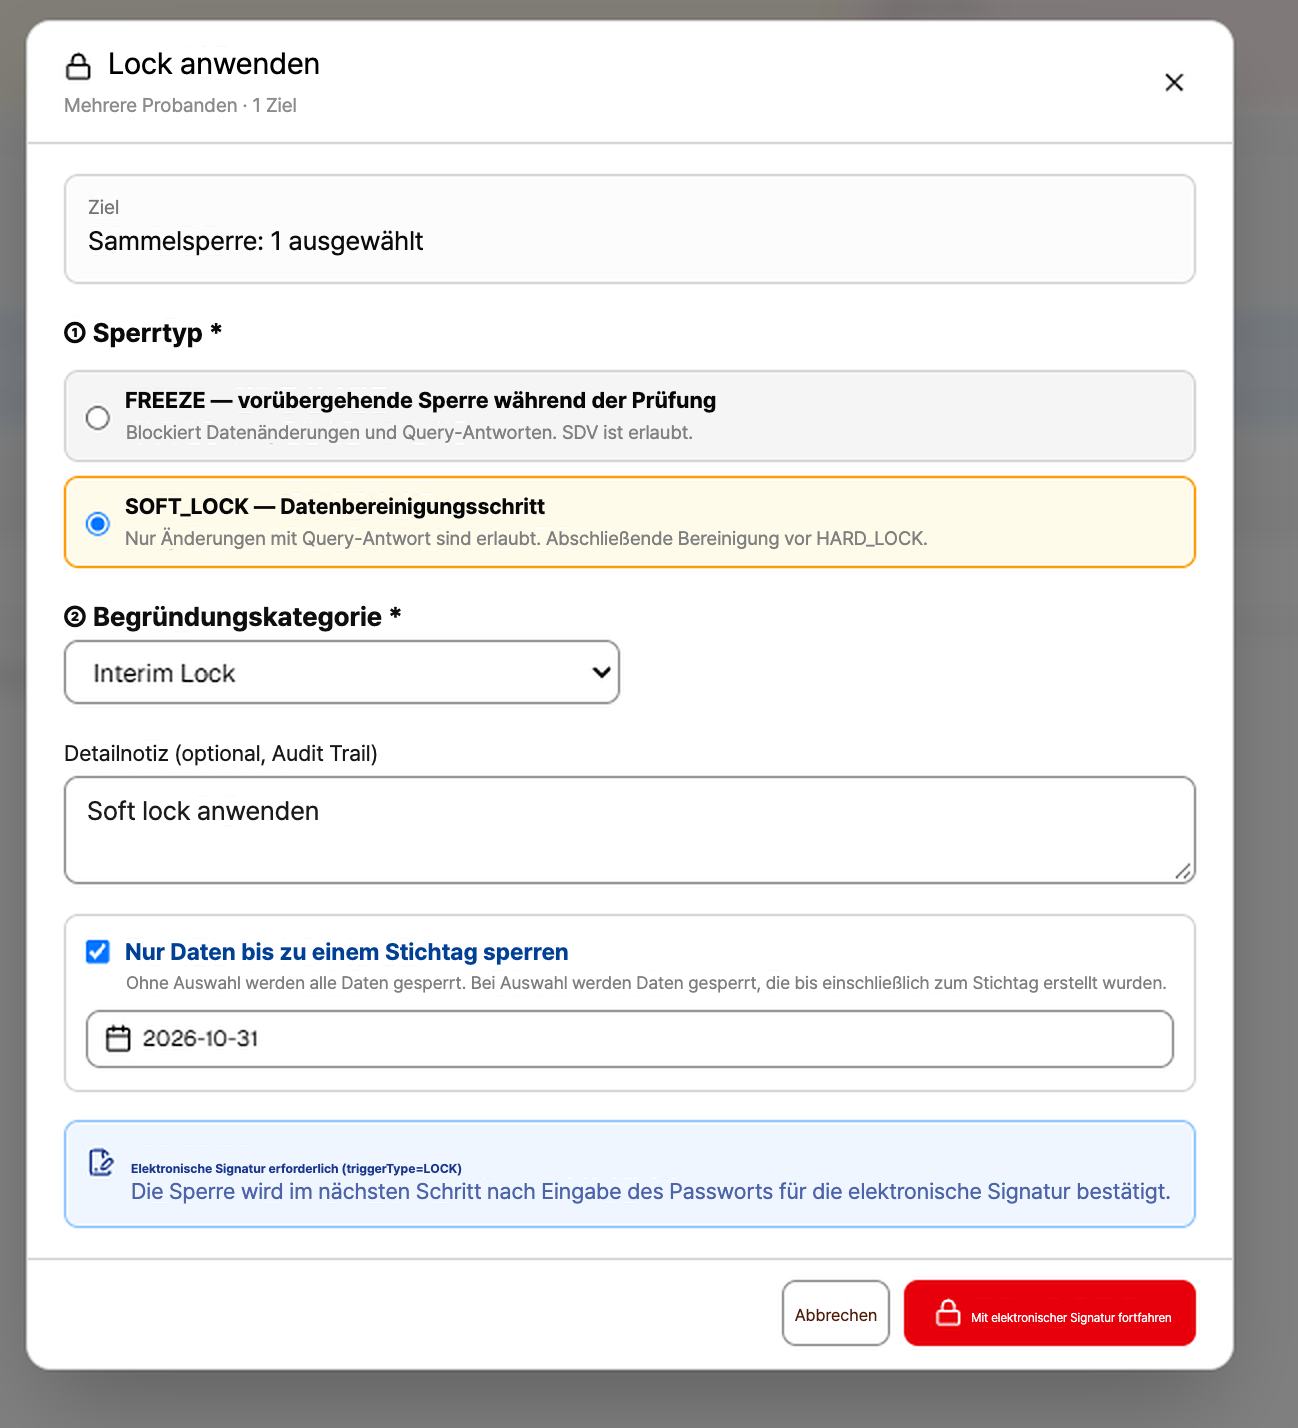 Lock anwenden
Mehrere Probanden · 1 Ziel
Ziel
Sammelsperre: 1 ausgewählt
① Sperrtyp *
FREEZE — vorübergehende Sperre während der Prüfung
Blockiert Datenänderungen und Query-Antworten. SDV ist erlaubt.
SOFT_LOCK — Datenbereinigungsschritt
Nur Änderungen mit Query-Antwort sind erlaubt. Abschließende Bereinigung vor HARD_LOCK.
② Begründungskategorie *
Interim Lock
Detailnotiz (optional, Audit Trail)
Soft lock anwenden
Nur Daten bis zu einem Stichtag sperren
Ohne Auswahl werden alle Daten gesperrt. Bei Auswahl werden Daten gesperrt, die bis einschließlich zum Stichtag erstellt wurden.
2026-10-31
Elektronische Signatur erforderlich (triggerType=LOCK)
Die Sperre wird im nächsten Schritt nach Eingabe des Passworts für die elektronische Signatur bestätigt.
Abbrechen
Mit elektronischer Signatur fortfahren